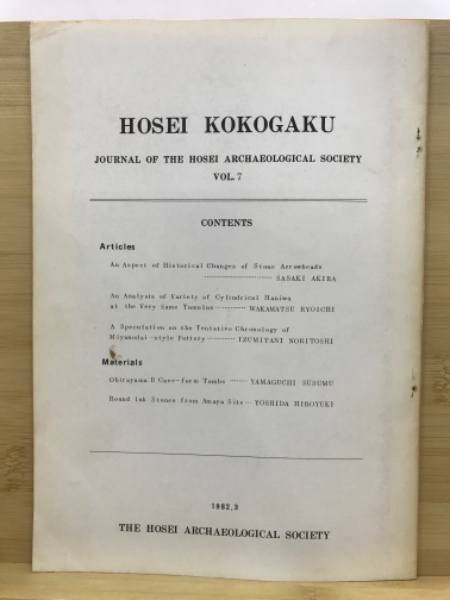 HOSEI KOKOGAKU
JOURNAL OF THE HOSEI ARCHAEOLOGICAL SOCIETY
VOL. 7
CONTENTS
Articles
An Aspect of Historical Changes of Stone Arrowheads
SASAKI AKIRA
An Analysis of Variety of Cylindrical Haniwa
at the Very Same Tumulus WAKAMATSU RYOICHI
A Speculation on the Tentative Chronology of
Miyanodai-style Pottery IZUMIYANI NORITOSHI
Materials
Obitayama B Cave-form Tombs YAMAGUCHI SUSUMU
Round Ink Stones from Amaya Site YOSHIDA HIROYUKI
1982.3
THE HOSEI ARCHAEOLOGICAL SOCIETY